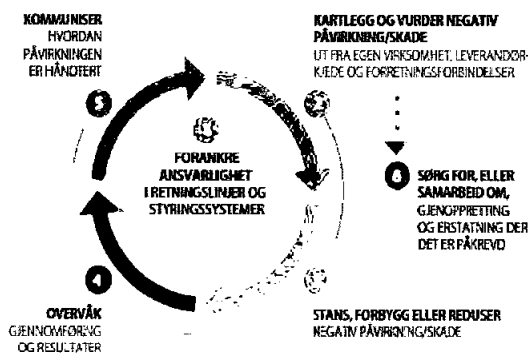 KOMMUNISER
HVORDAN
PÅVIRKNINGEN
ER HÅNDTERT
5
KARTLEGG OG VURDER NEGATIV
PÅVIRKNING/SKADE
UT FRA EGEN VIRKSOMHET, LEVERANDØR-
KJEDE OG FORRETNINGSFORBINDELSER
FORANKRE
ANSVARLIGHET
I RETNINGSLINJER OG
STYRINGSSYSTEMER
6
SØRG FOR, ELLER
SAMARBEID OM,
GJENOPPRETTING
OG ERSTATNING DER
DET ER PÅKREVD
4
OVERVÅK
GJENNOMFØRING
OG RESULTATER
STANS, FORBYGG ELLER REDUSER
NEGATIV PÅVIRKNING/SKADE